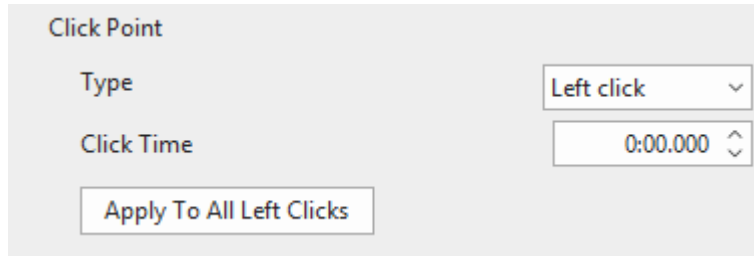 Click Point
Type Left click
Click Time 0:00.000
Apply To All Left Clicks